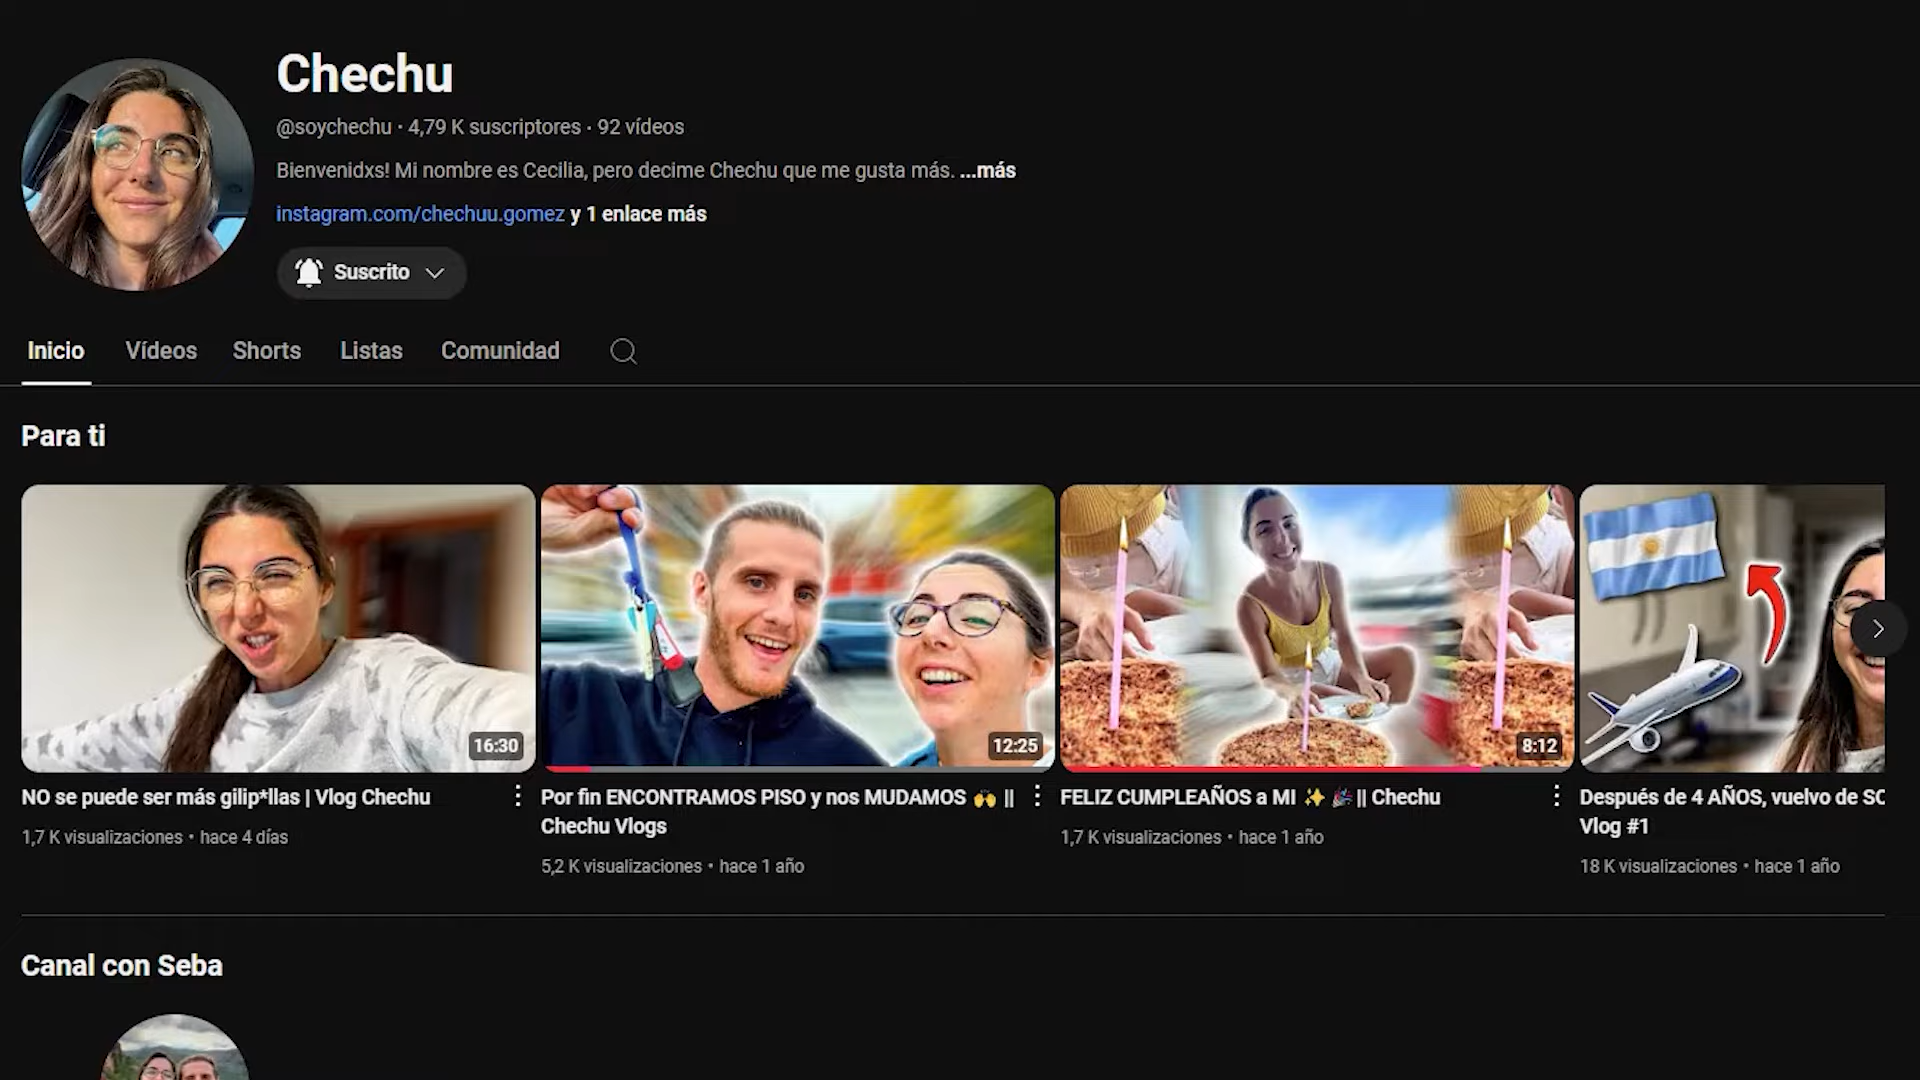 Chechu
@soychechu · 4,79 K suscriptores · 92 vídeos
Bienvenidxs! Mi nombre es Cecilia, pero decime Chechu que me gusta más. ...más
instagram.com/chechuu.gomez y 1 enlace más
Suscrito
Inicio Vídeos Shorts Listas Comunidad
Para ti
16:30
12:25
8:12
NO se puede ser más gilip*llas | Vlog Chechu
1,7 K visualizaciones • hace 4 días
Por fin ENCONTRAMOS PISO y nos MUDAMOS 🙌 ||
Chechu Vlogs
5,2 K visualizaciones • hace 1 año
FELIZ CUMPLEAÑOS a MI ✨ 🎉 || Chechu
1,7 K visualizaciones • hace 1 año
Después de 4 AÑOS, vuelvo de
Vlog #1
18 K visualizaciones • hace 1 año
Canal con Seba